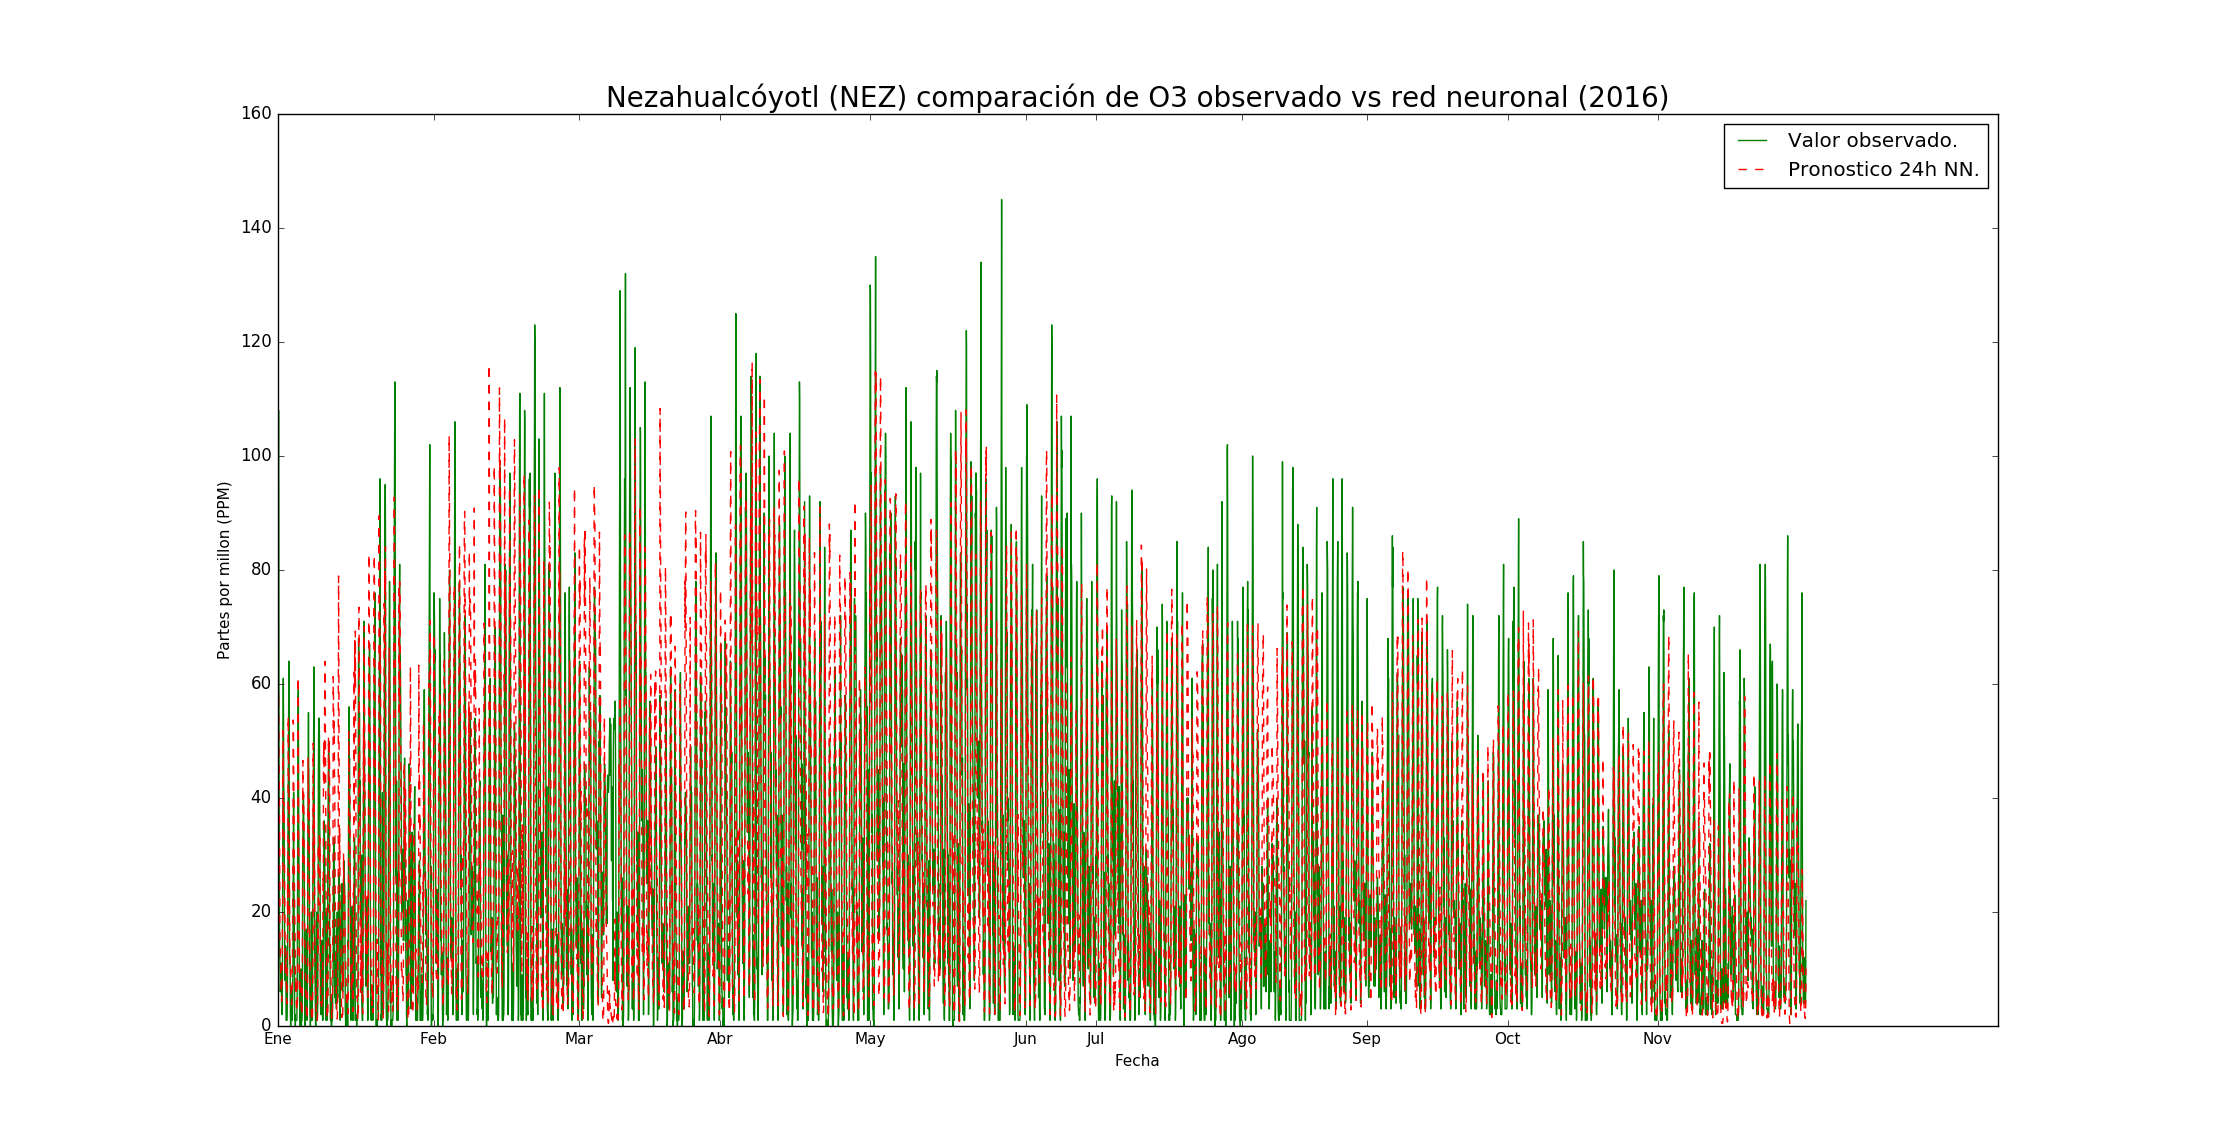 Nezahualcóyotl (NEZ) comparación de O3 observado vs red neuronal (2016)
160
140
120
100
80
60
40
20
0
Partes por millon (PPM)
Valor observado.
Pronostico 24h NN.
Ene Feb Mar Abr May Jun Jul Ago Sep Oct Nov
Fecha